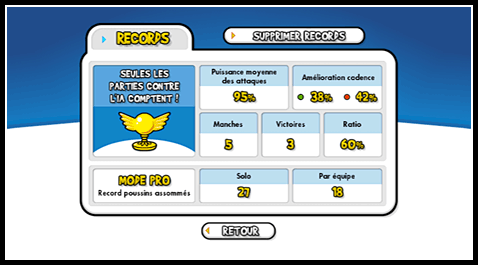 RECORDS
SUPPRIMER RECORDS
SEULES LES
PARTIES CONTRE
L'IA COMPTENT !
Puissance moyenne
des attaques
95%
Amélioration cadence
38% 42%
Manches
5
Victoires
3
Ratio
60%
MODE PRO
Record poussins assommés
Solo
27
Par équipe
18
RETOUR